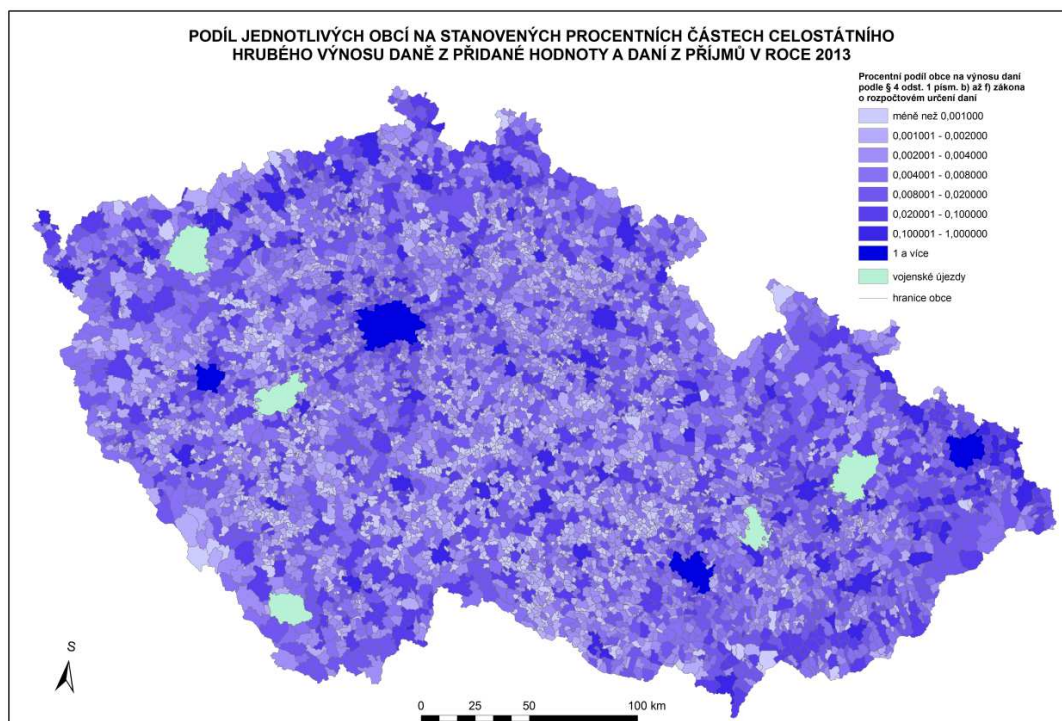 PODÍL JEDNOTLIVÝCH OBCÍ NA STANOVENÝCH PROCENTNÍCH ČÁSTECH CELOSTÁTNÍHO
HRUBÉHO VÝNOSU DANĚ Z PŘIDANÉ HODNOTY A DANÍ Z PŘÍJMŮ V ROCE 2013
Procentní podíl obce na výnosu daní
podle § 4 odst. 1 písm. b) až f) zákona
o rozpočtovém určení daní
méně než 0,001000
0,001001 - 0,002000
0,002001 - 0,004000
0,004001 - 0,008000
0,008001 - 0,020000
0,020001 - 0,100000
0,100001 - 1,000000
1 a více
vojenské újezdy
hranice obce
S
0 25 50 100 km